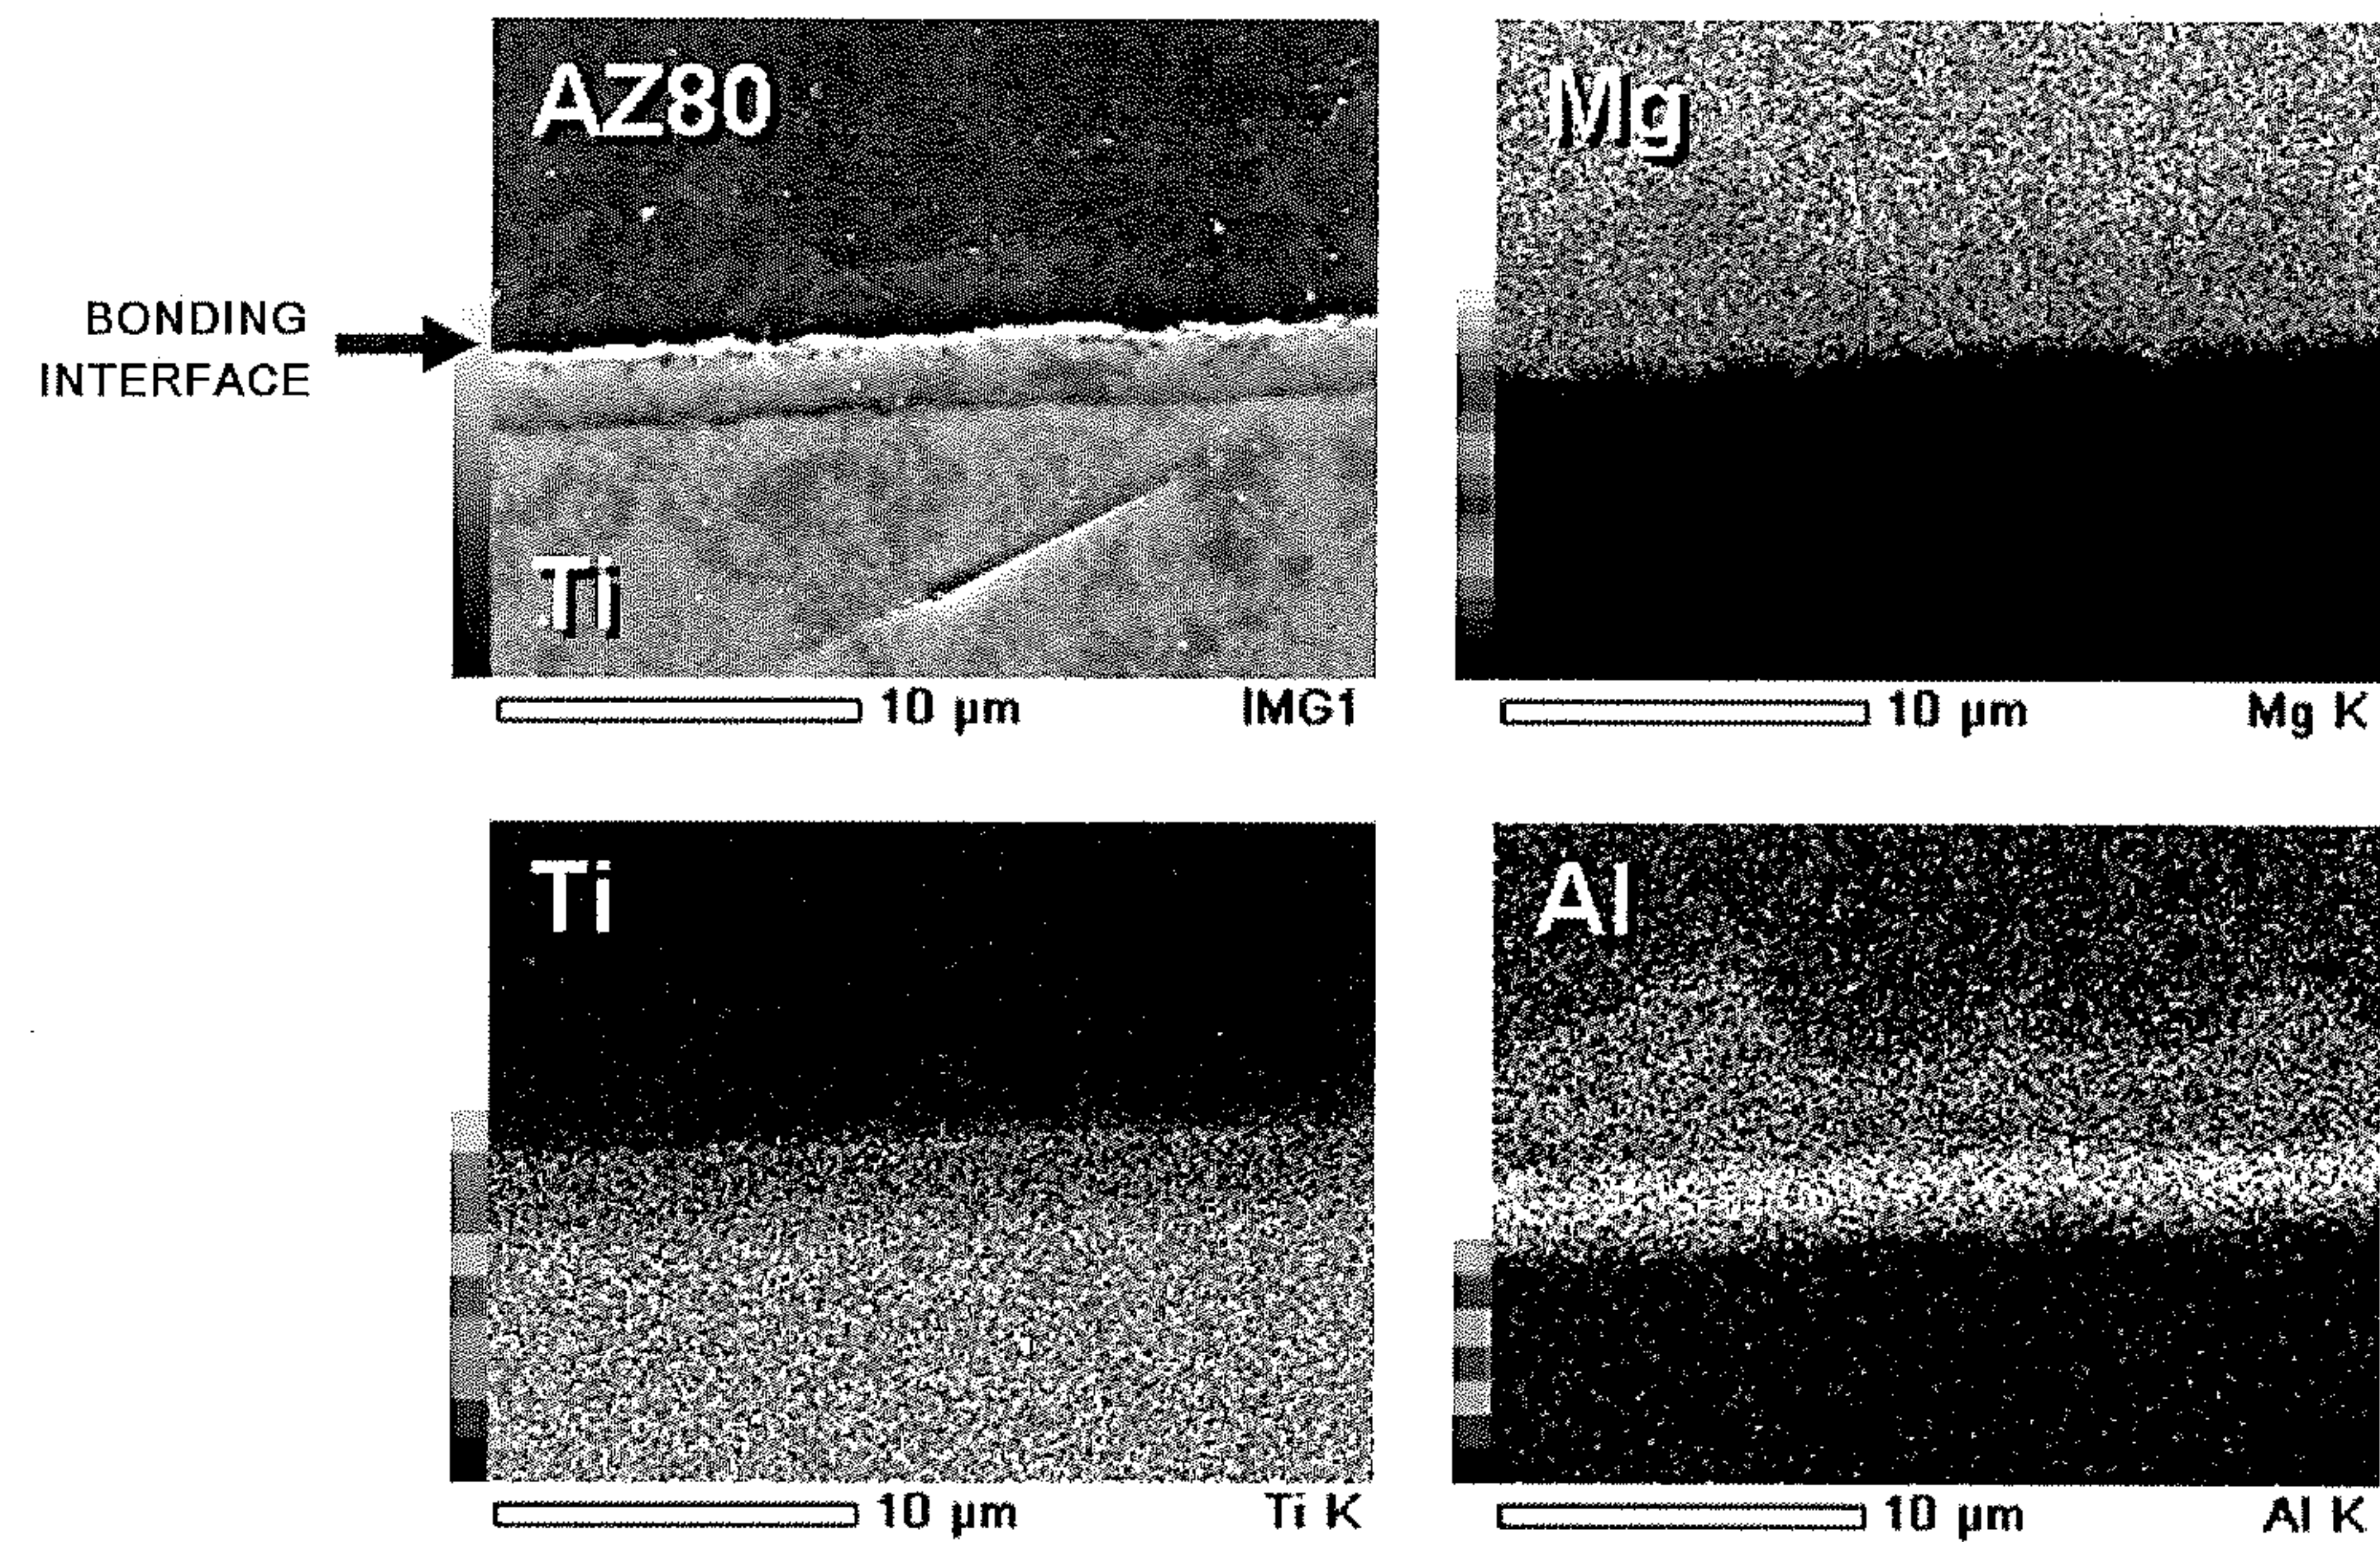 AZ80
Mg
BONDING
INTERFACE
Ti
10 µm
IMG1
10 µm
Mg K
Ti
Al
10 µm
Ti K
10 µm
Al K